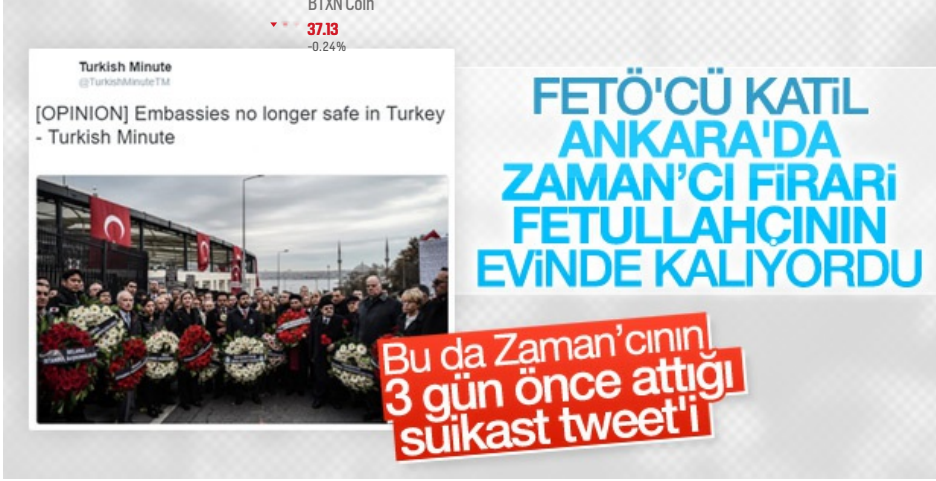 BTXN Coin
37.13
-0.24%
Turkish Minute
@TurkishMinuteTM
[OPINION] Embassies no longer safe in Turkey
- Turkish Minute
FETÖ'CÜ KATİL
ANKARA'DA
ZAMAN'CI FİRARİ
FETULLAHÇININ
EVİNDE KALIYORDU
Bu da Zaman'cının
3 gün önce attığı
suikast tweet'i